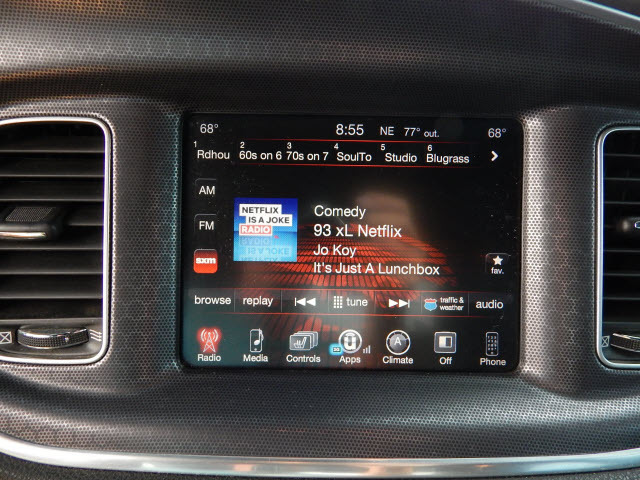 68° 8:55 NE 77° out. 68°
1 Rdhou 2 60s on 6 3 70s on 7 4 SoulTo 5 Studio 6 Blugrass
AM
FM
sxm
NETFLIX
IS A JOKE
RADIO
Comedy
93 xL Netflix
Jo Koy
It's Just A Lunchbox
fav.
browse replay tune traffic & weather audio
Radio Media Controls Apps Climate Off Phone